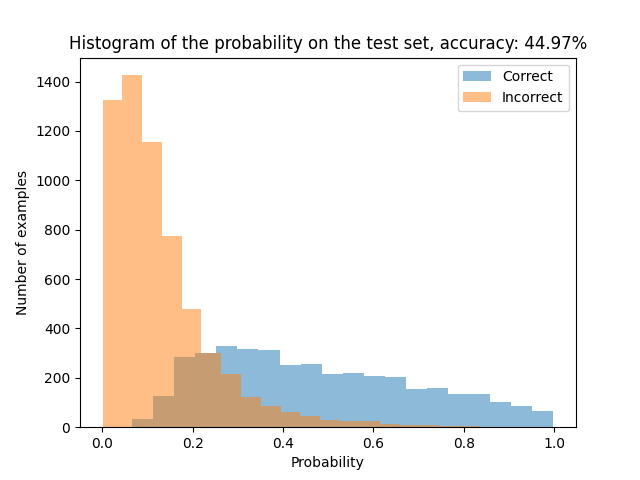 Histogram of the probability on the test set, accuracy: 44.97%
Correct
Incorrect
1400
1200
1000
800
600
400
200
0
Number of examples
0.0 0.2 0.4 0.6 0.8 1.0
Probability